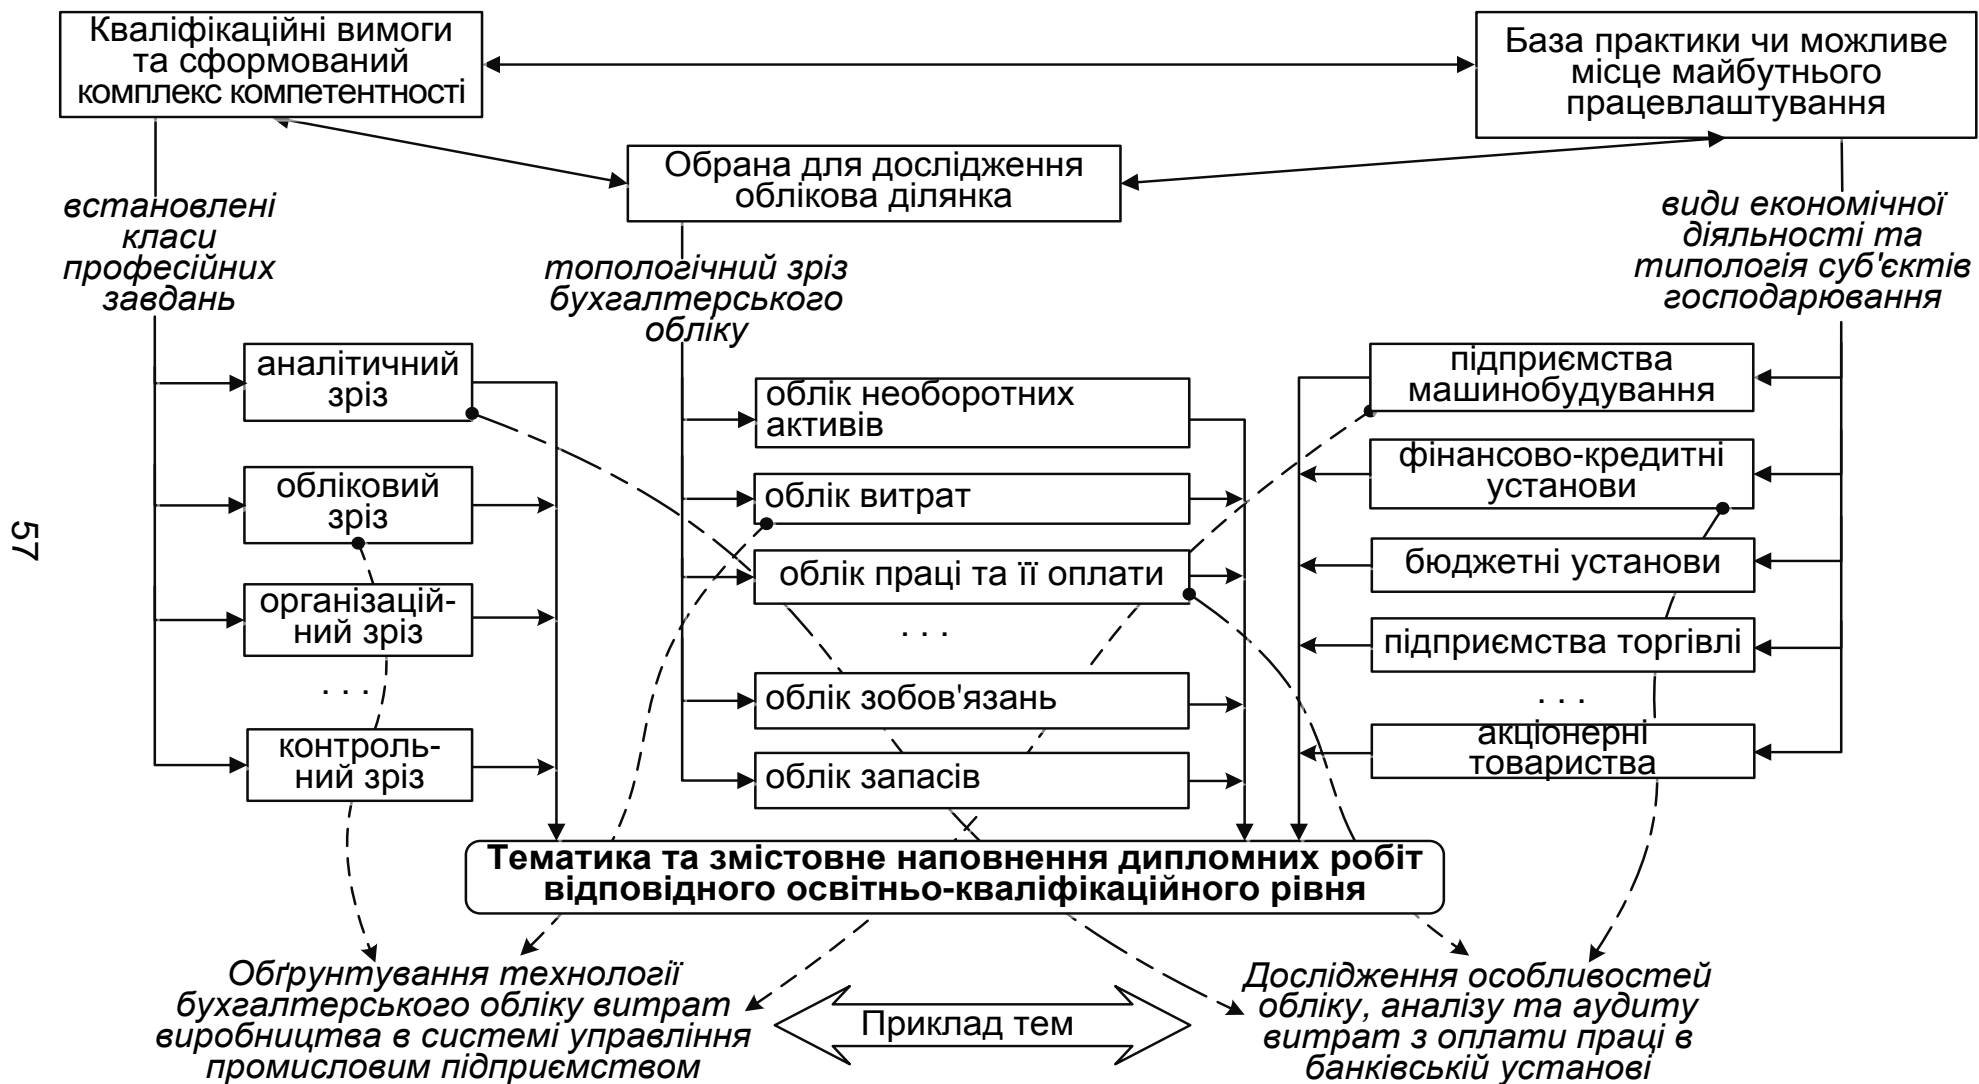 Кваліфікаційні вимоги
та сформований
комплекс компетентності
База практики чи можливе
місце майбутнього
працевлаштування
Обрана для дослідження
облікова ділянка
встановлені
класи
професійних
завдань
топологічний зріз
бухгалтерського
обліку
види економічної
діяльності та
типологія суб'єктів
господарювання
аналітичний
зріз
обліковий
зріз
організацій-
ний зріз
. . .
контроль-
ний зріз
облік необоротних
активів
облік витрат
облік праці та її оплати
. . .
облік зобов'язань
облік запасів
підприємства
машинобудування
фінансово-кредитні
установи
бюджетні установи
підприємства торгівлі
. . .
акціонерні
товариства
Тематика та змістовне наповнення дипломних робіт
відповідного освітньо-кваліфікаційного рівня
Обґрунтування технології
бухгалтерського обліку витрат
виробництва в системі управління
промисловим підприємством
Приклад тем
Дослідження особливостей
обліку, аналізу та аудиту
витрат з оплати праці в
банківській установі
57